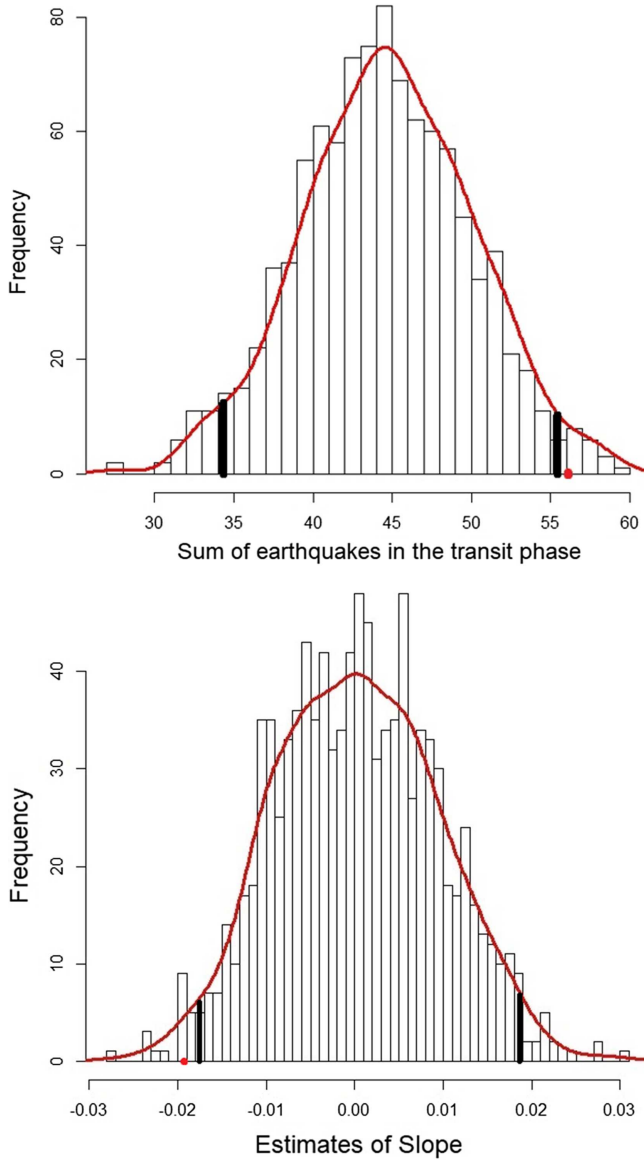 80
60
40
20
0
Frequency
30 35 40 45 50 55 60
Sum of earthquakes in the transit phase
40
30
20
10
0
Frequency
-0.03 -0.02 -0.01 0.00 0.01 0.02 0.03
Estimates of Slope